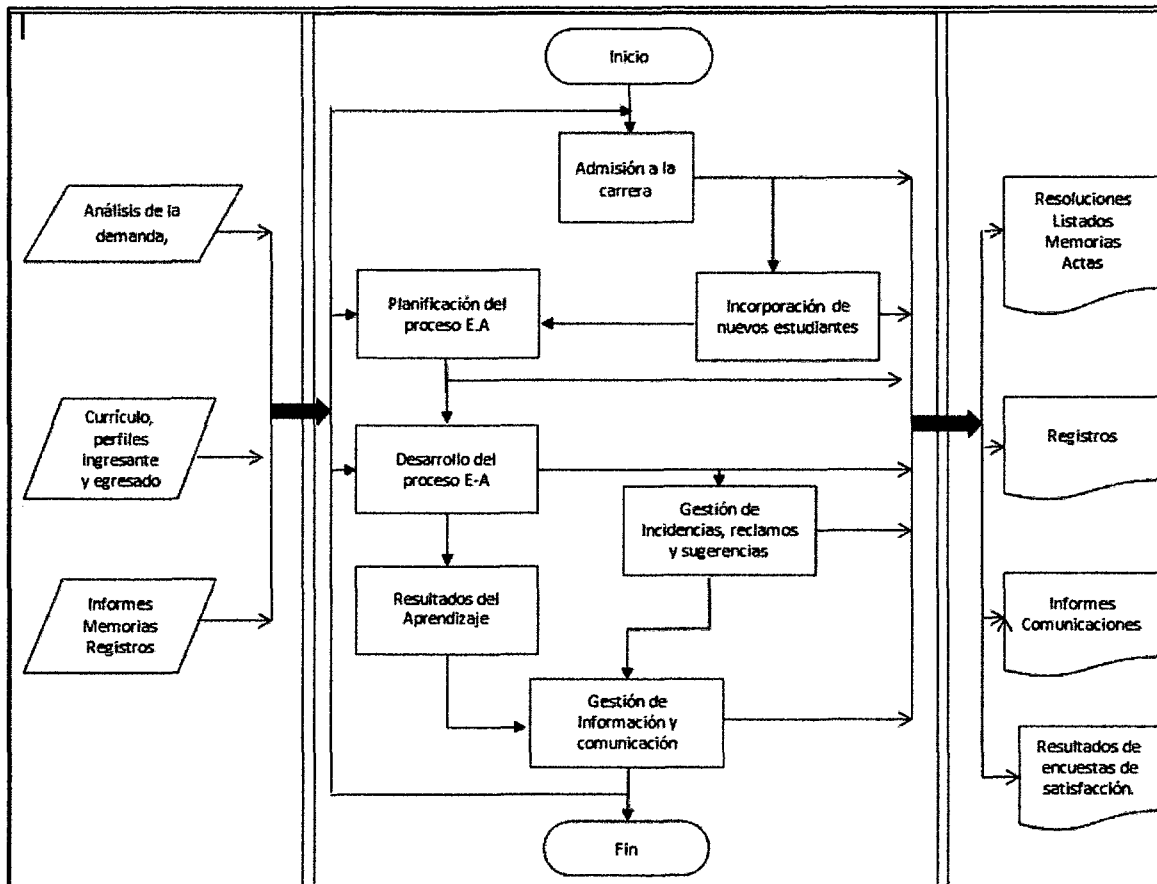 Inicio
Admisión a la
carrera
Análisis de la
demanda,
Resoluciones
Listados
Memorias
Actas
Planificación del
proceso E.A
Incorporación de
nuevos estudiantes
Currículo,
perfiles
ingresante
y egresado
Desarrollo del
proceso E-A
Registros
Gestión de
Incidencias, reclamos
y sugerencias
Informes
Memorias
Registros
Resultados del
Aprendizaje
Informes
Comunicaciones
Gestión de
Información y
comunicación
Resultados de
encuestas de
satisfacción.
Fin